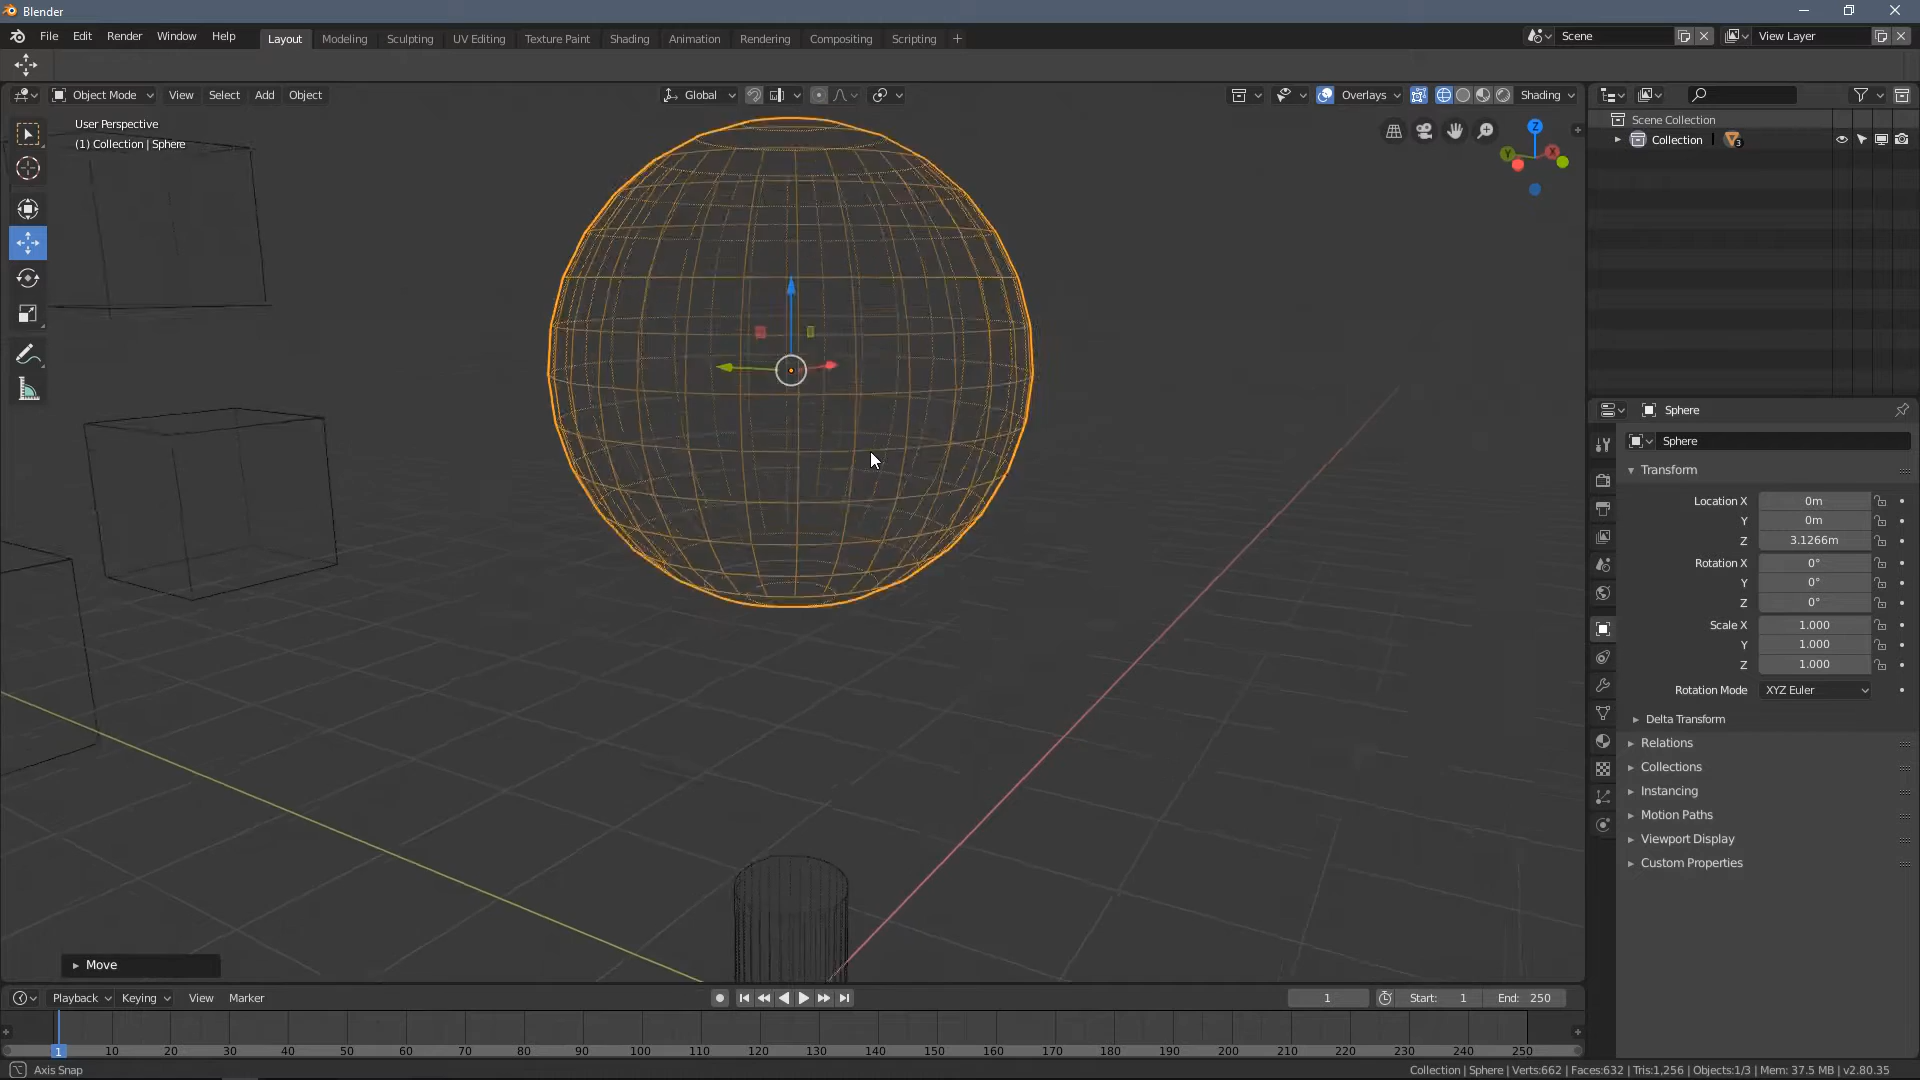 Blender
File Edit Render Window Help
Layout Modeling Sculpting UV Editing Texture Paint Shading Animation Rendering Compositing Scripting +
Scene
View Layer
Object Mode View Select Add Object
Global
Overlays
Shading
User Perspective
(1) Collection | Sphere
Z
Y
X
Scene Collection
Collection
3
Sphere
Sphere
Transform
Location X 0m
Y 0m
Z 3.1266m
Rotation X 0°
Y 0°
Z 0°
Scale X 1.000
Y 1.000
Z 1.000
Rotation Mode XYZ Euler
Delta Transform
Relations
Collections
Instancing
Motion Paths
Viewport Display
Custom Properties
Move
Playback Keying View Marker
1
Start: 1 End: 250
1 10 20 30 40 50 60 70 80 90 100 110 120 130 140 150 160 170 180 190 200 210 220 230 240 250
Axis Snap
Collection | Sphere | Verts:662 | Faces:632 | Tris:1,256 | Objects:1/3 | Mem: 37.5 MB | v2.80.35